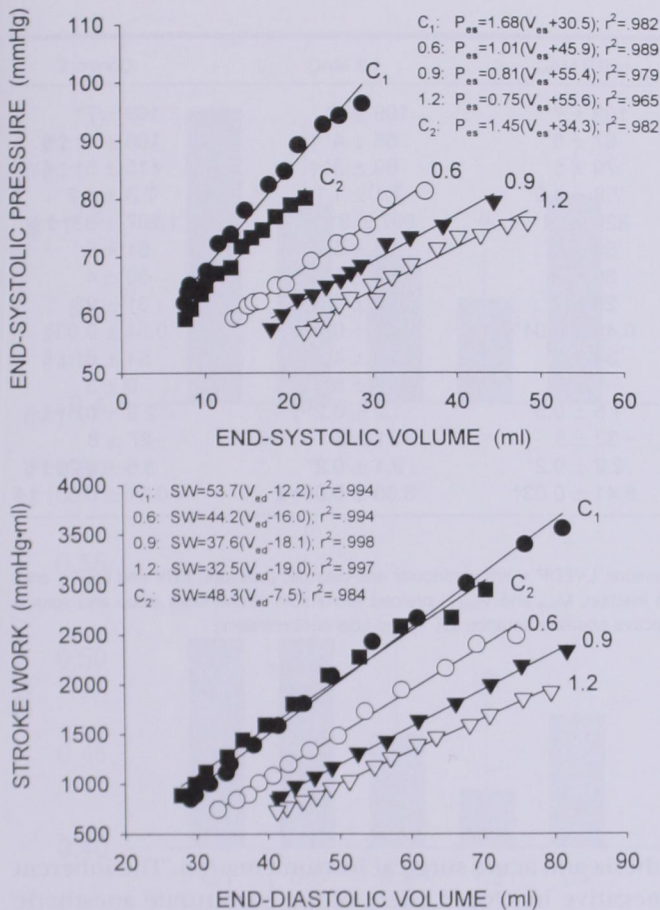 C1: Pes=1.68(Ves+30.5); r²=.982
0.6: Pes=1.01(Ves+45.9); r²=.989
0.9: Pes=0.81(Ves+55.4); r²=.979
1.2: Pes=0.75(Ves+55.6); r²=.965
C2: Pes=1.45(Ves+34.3); r²=.982
END-SYSTOLIC PRESSURE (mmHg)
110
100
90
80
70
60
50
C1
C2
0.6
0.9
1.2
0 10 20 30 40 50 60
END-SYSTOLIC VOLUME (ml)
C1: SW=53.7(Ved-12.2); r²=.994
0.6: SW=44.2(Ved-16.0); r²=.994
0.9: SW=37.6(Ved-18.1); r²=.998
1.2: SW=32.5(Ved-19.0); r²=.997
C2: SW=48.3(Ved-7.5); r²=.984
STROKE WORK (mmHg·ml)
4000
3500
3000
2500
2000
1500
1000
500
C1
C2
0.6
0.9
1.2
20 30 40 50 60 70 80 90
END-DIASTOLIC VOLUME (ml)